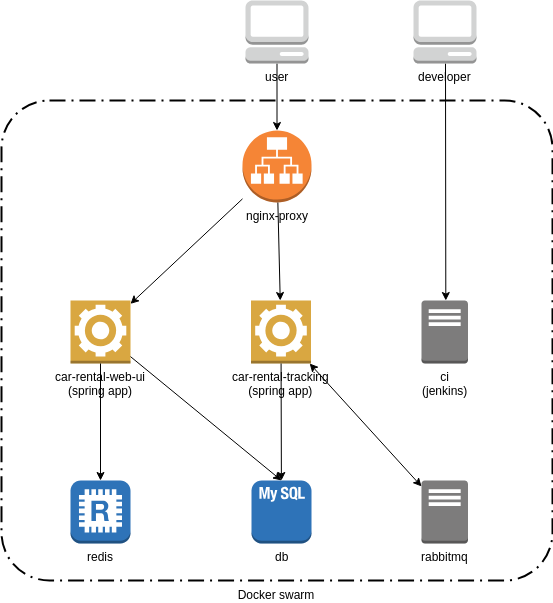 user
developer
nginx-proxy
car-rental-web-ui
(spring app)
car-rental-tracking
(spring app)
ci
(jenkins)
R
My SQL
redis
db
rabbitmq
Docker swarm